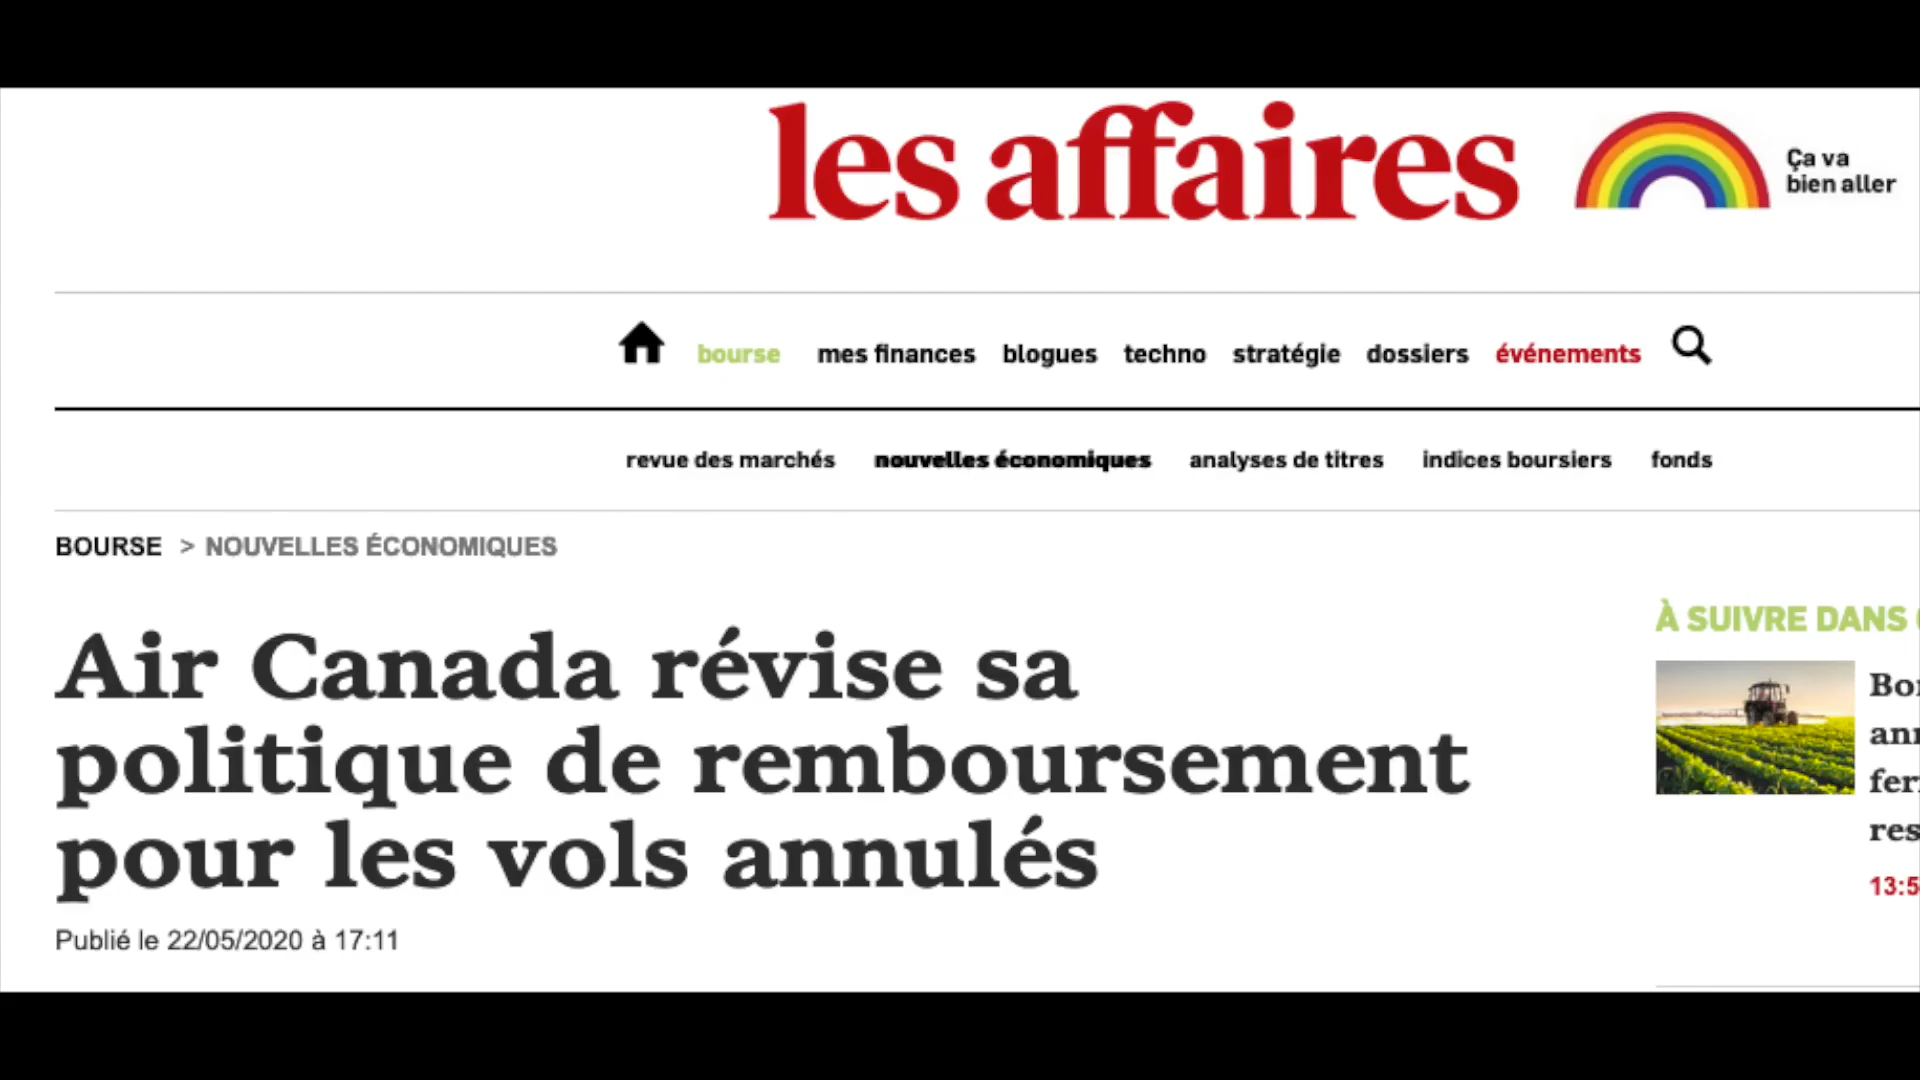 les affaires
Ça va
bien aller
bourse mes finances blogues techno stratégie dossiers événements
revue des marchés nouvelles économiques analyses de titres indices boursiers fonds
BOURSE > NOUVELLES ÉCONOMIQUES
Air Canada révise sa
politique de remboursement
pour les vols annulés
Publié le 22/05/2020 à 17:11
À SUIVRE DANS